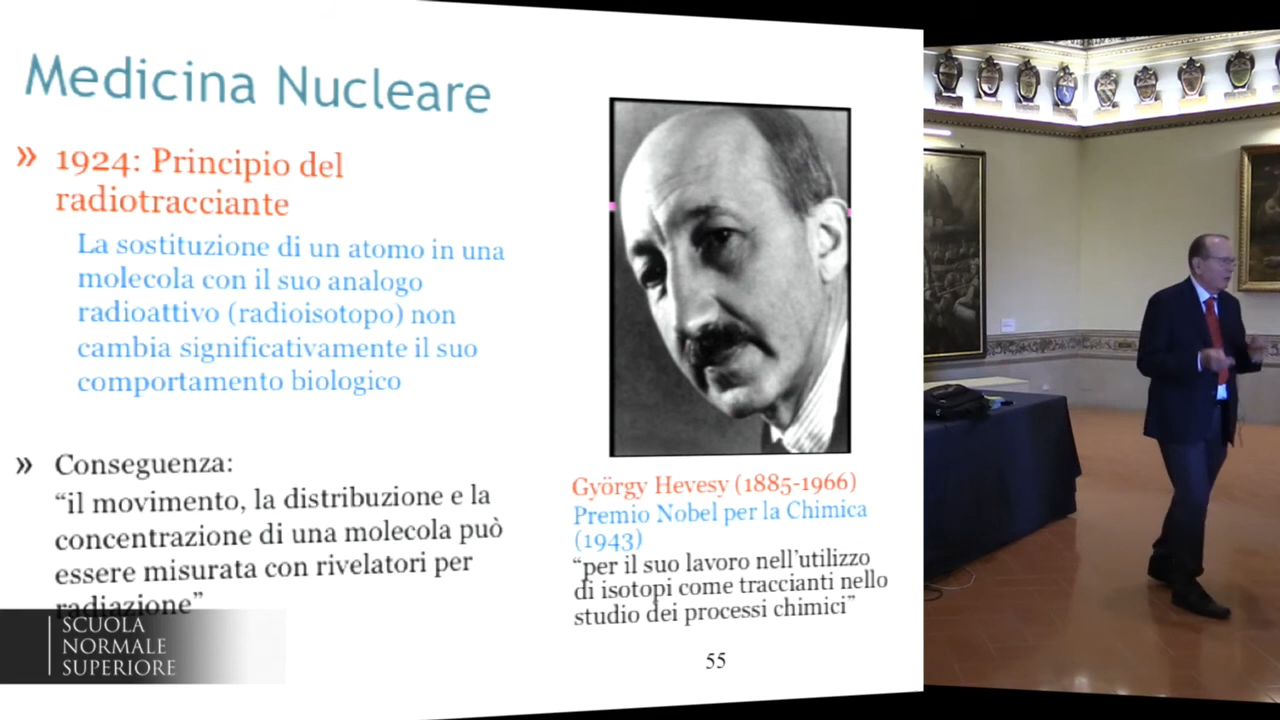 Medicina Nucleare
» 1924: Principio del
radiotracciante
La sostituzione di un atomo in una
molecola con il suo analogo
radioattivo (radioisotopo) non
cambia significativamente il suo
comportamento biologico
» Conseguenza:
“il movimento, la distribuzione e la
concentrazione di una molecola può
essere misurata con rivelatori per
radiazione”
György Hevesy (1885-1966)
Premio Nobel per la Chimica
(1943)
“per il suo lavoro nell’utilizzo
di isotopi come traccianti nello
studio dei processi chimici”
55
SCUOLA
NORMALE
SUPERIORE